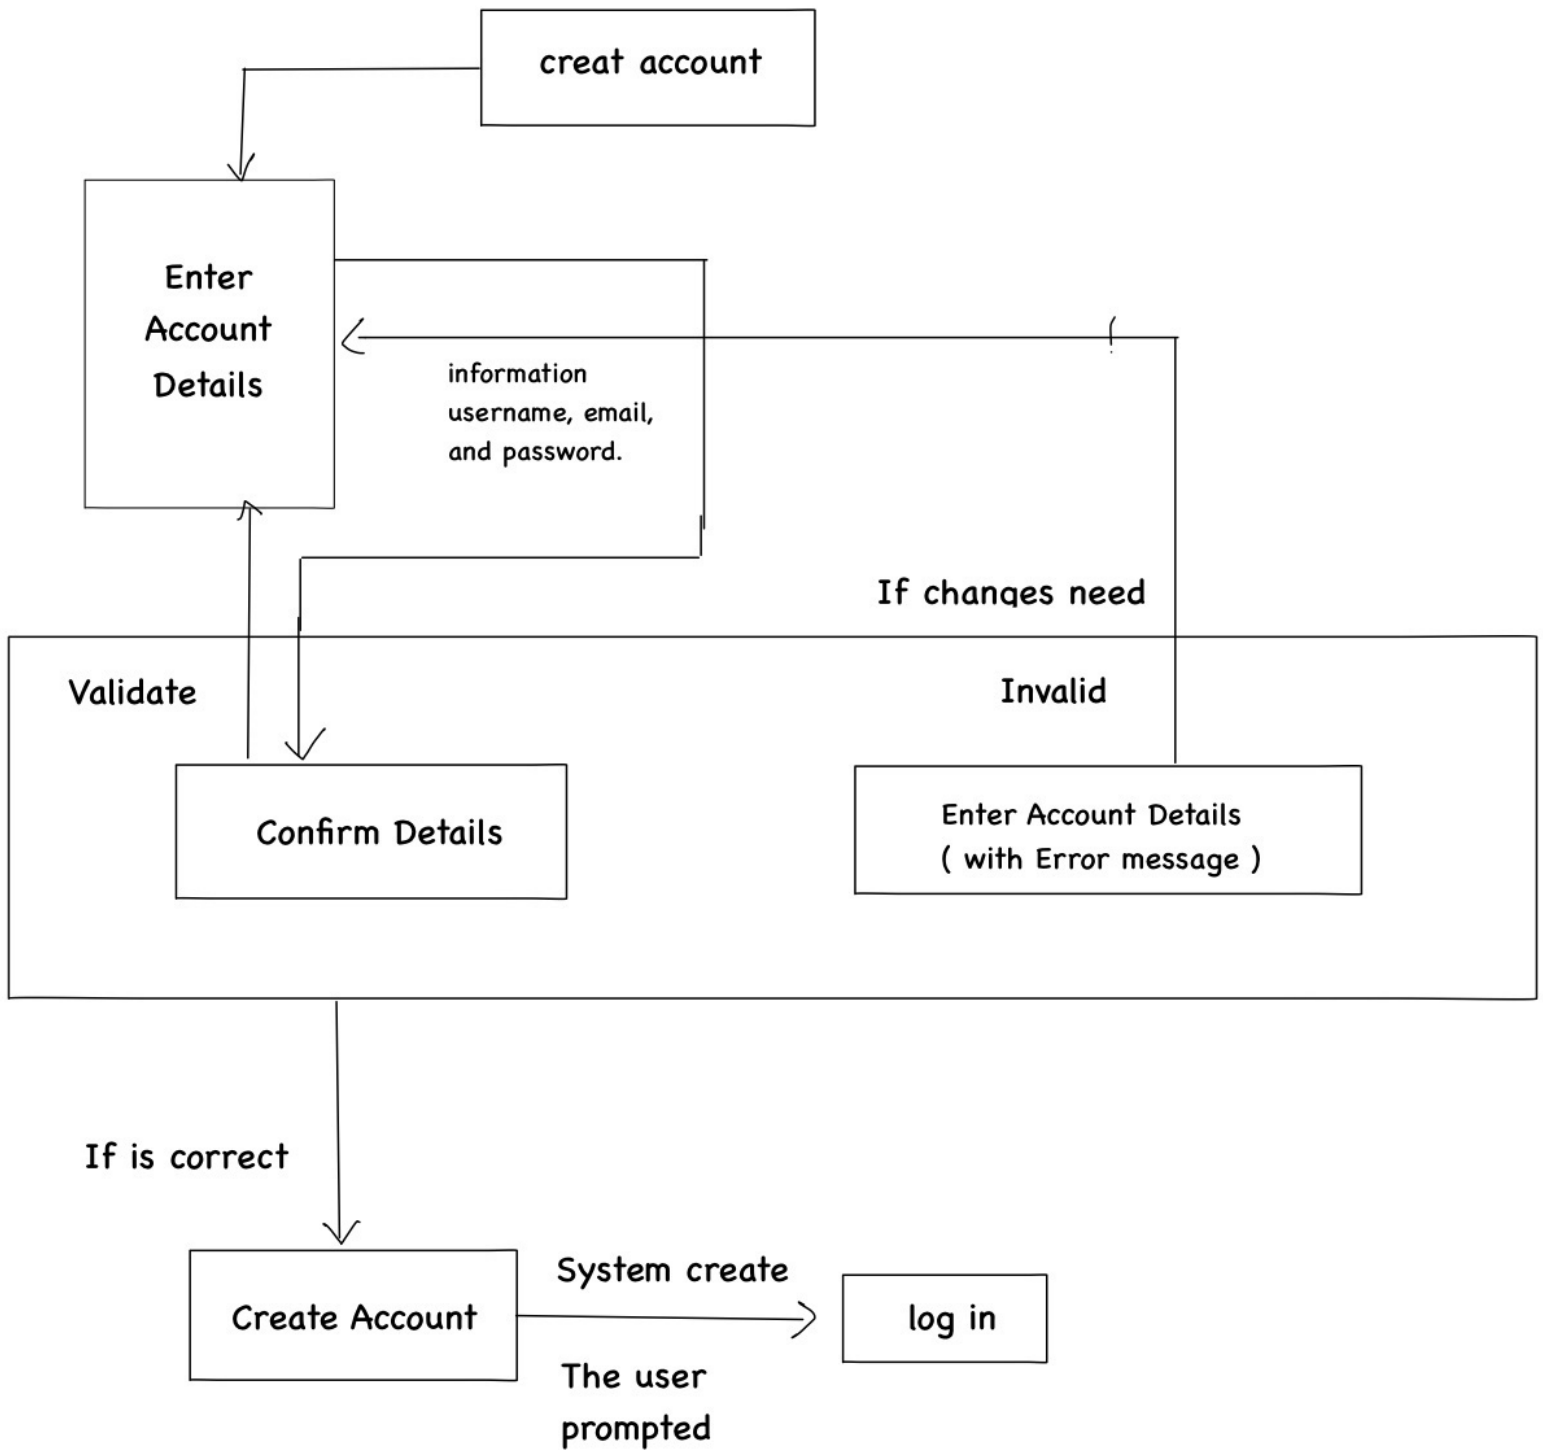 creat account
Enter
Account
Details
information
username, email,
and password.
If changes need
Validate
Invalid
Confirm Details
Enter Account Details
( with Error message )
If is correct
System create
Create Account
log in
The user
prompted